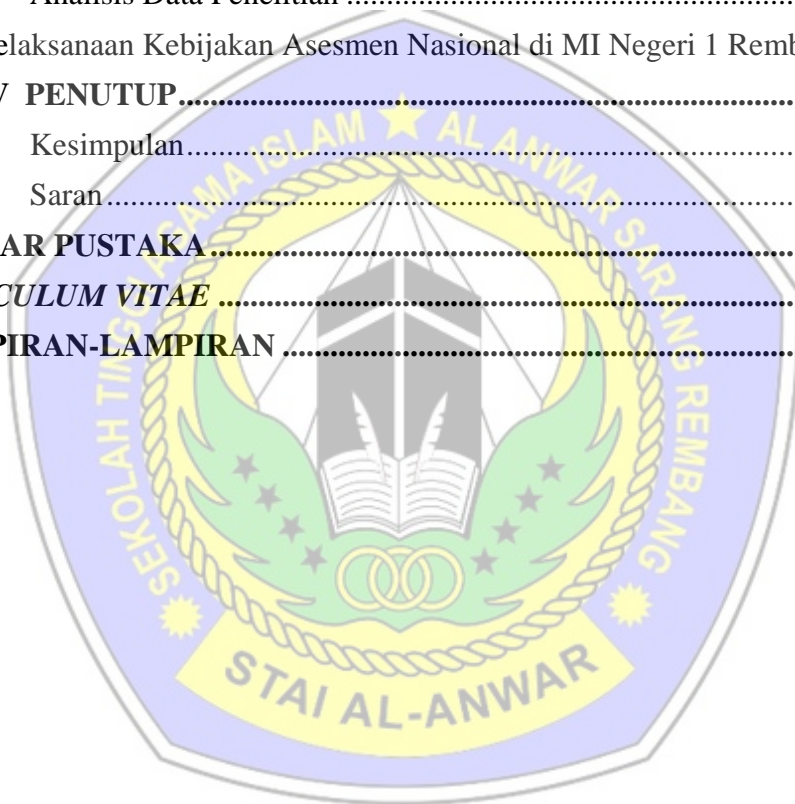 Analisis Data Penelitian ..........................................................
elaksanaan Kebijakan Asesmen Nasional di MI Negeri 1 Remb
PENUTUP..........................................................
Kesimpulan..........................................................
Saran..........................................................
AR PUSTAKA..........................................................
CULUM VITAE ..........................................................
PIRAN-LAMPIRAN ..........................................................
SEKOLAH TINGGI AGAMA ISLAM AL ANWAR SARANG REMBANG
STAI AL-ANWAR